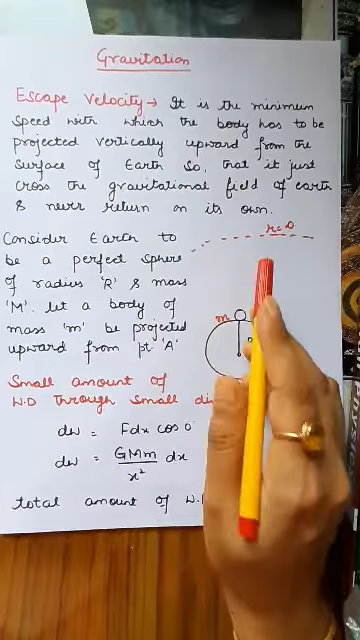 Gravitation
Escape Velocity → It is the minimum
speed with which the body has to be
projected vertically upward from the
surface of Earth so, that it just
cross the gravitational field of earth
& never return on its own.
Consider Earth to
be a perfect sphere
of radius 'R' & mass
'M'. let a body of
mass 'm' be projected
upward from pt 'A'
m
Small amount of
W.D through small
dw = Fdx cos 0
dw = GMm/x² dx
total amount of